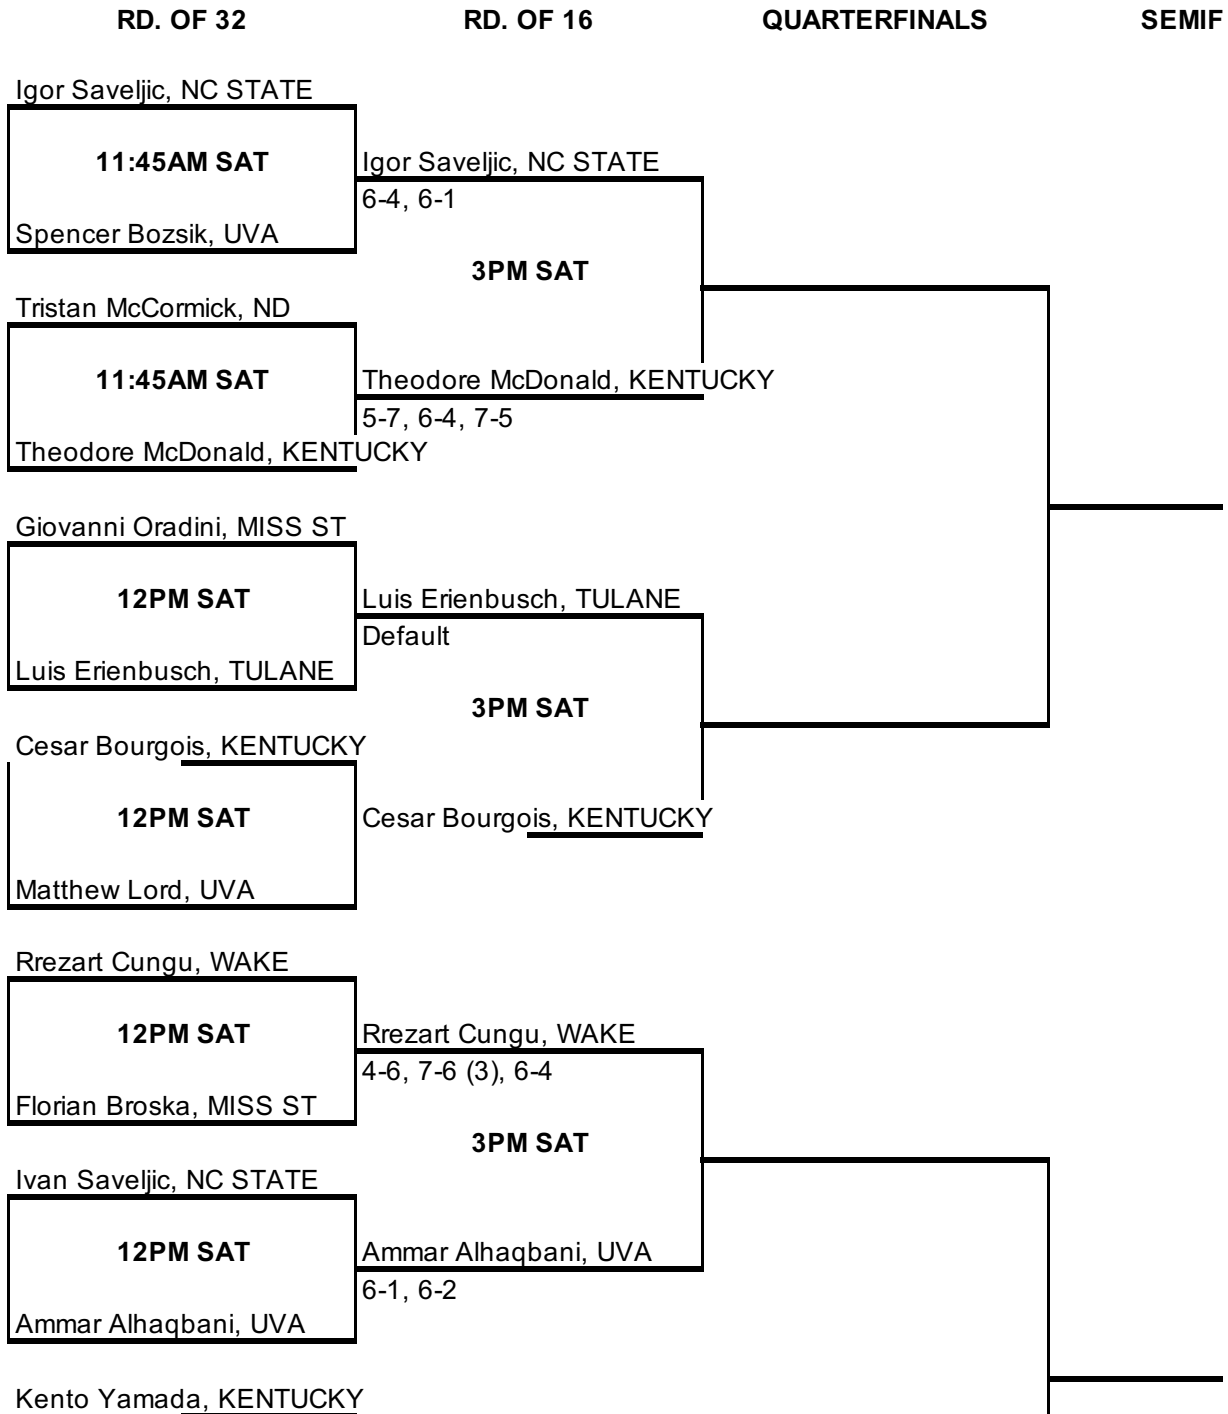 RD. OF 32 RD. OF 16 QUARTERFINALS SEMIF
Igor Saveljic, NC STATE
11:45AM SAT Igor Saveljic, NC STATE
6-4, 6-1
Spencer Bozsik, UVA
3PM SAT
Tristan McCormick, ND
11:45AM SAT Theodore McDonald, KENTUCKY
5-7, 6-4, 7-5
Theodore McDonald, KENTUCKY
Giovanni Oradini, MISS ST
12PM SAT Luis Erienbusch, TULANE
Default
Luis Erienbusch, TULANE
3PM SAT
Cesar Bourgois, KENTUCKY
12PM SAT Cesar Bourgois, KENTUCKY
Matthew Lord, UVA
Rrezart Cungu, WAKE
12PM SAT Rrezart Cungu, WAKE
4-6, 7-6 (3), 6-4
Florian Broska, MISS ST
3PM SAT
Ivan Saveljic, NC STATE
12PM SAT Ammar Alhaqbani, UVA
6-1, 6-2
Ammar Alhaqbani, UVA
Kento Yamada, KENTUCKY